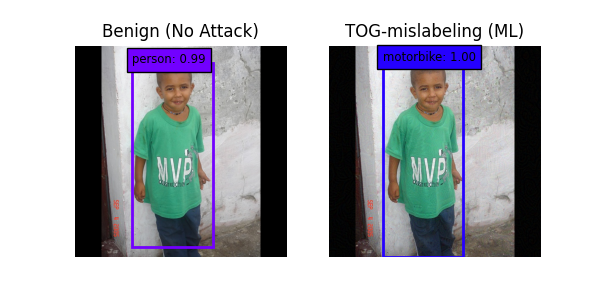 Benign (No Attack)
person: 0.99
MVP
TOG-mislabeling (ML)
motorbike: 1.00
MVP